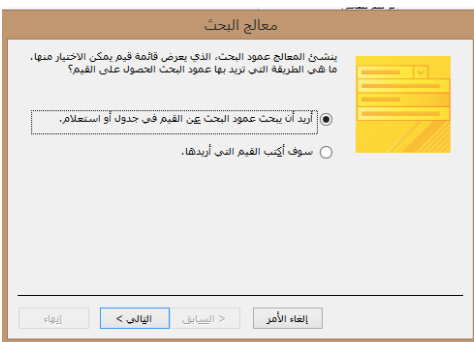 معالج البحث
ينشئ المعالج عمود البحث، الذي يعرض قائمة قيم يمكن الاختيار منها.
ما هي الطريقة التي تريد بها عمود البحث الحصول على القيم؟
أريد أن يبحث عمود البحث عن القيم في جدول أو استعلام.
سوف أكتب القيم التي أريدها.
إلغاء الأمر
< السابق
التالي >
إنهاء